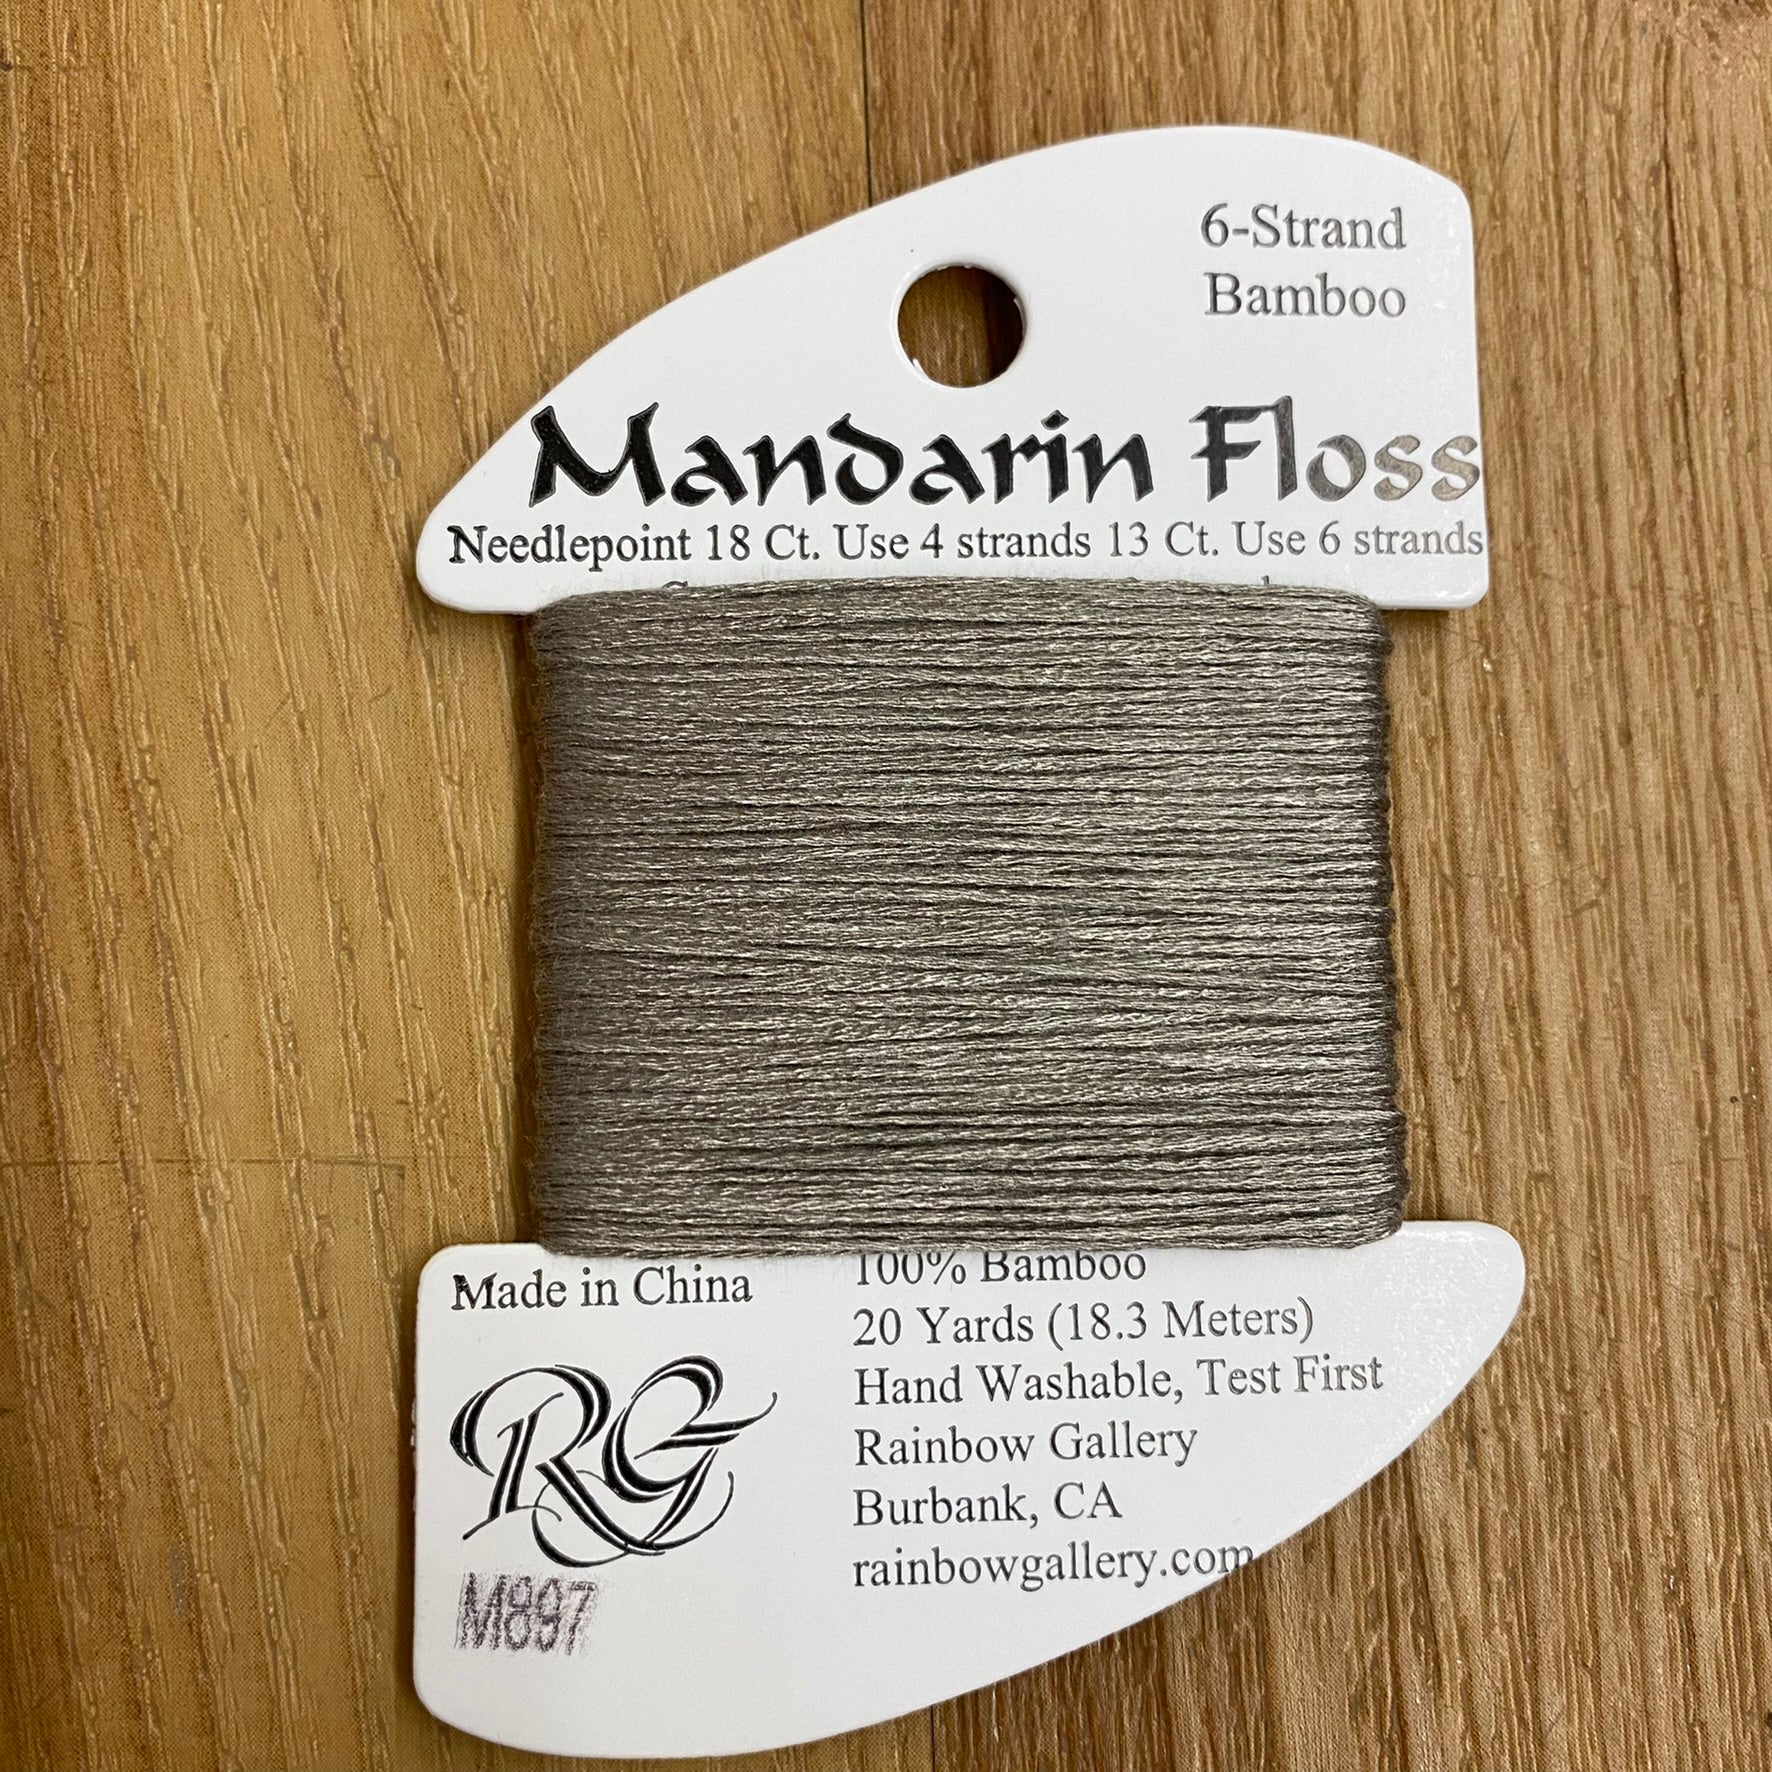 6-Strand
Bamboo
Mandarin Floss
Needlepoint 18 Ct. Use 4 strands 13 Ct. Use 6 strands
Made in China
100% Bamboo
20 Yards (18.3 Meters)
Hand Washable, Test First
Rainbow Gallery
Burbank, CA
rainbowgallery.com
RG
M897